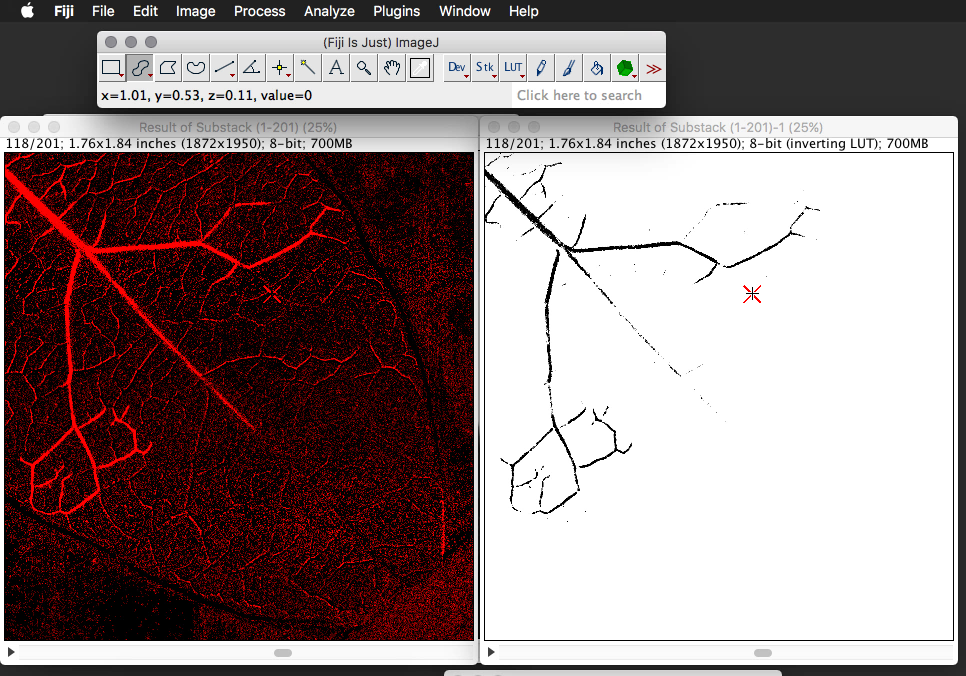 Fiji File Edit Image Process Analyze Plugins Window Help
(Fiji Is Just) ImageJ
A Dev Stk LUT >>
x=1.01, y=0.53, z=0.11, value=0 Click here to search
Result of Substack (1-201) (25%)
118/201; 1.76x1.84 inches (1872x1950); 8-bit; 700MB
Result of Substack (1-201)-1 (25%)
118/201; 1.76x1.84 inches (1872x1950); 8-bit (inverting LUT); 700MB